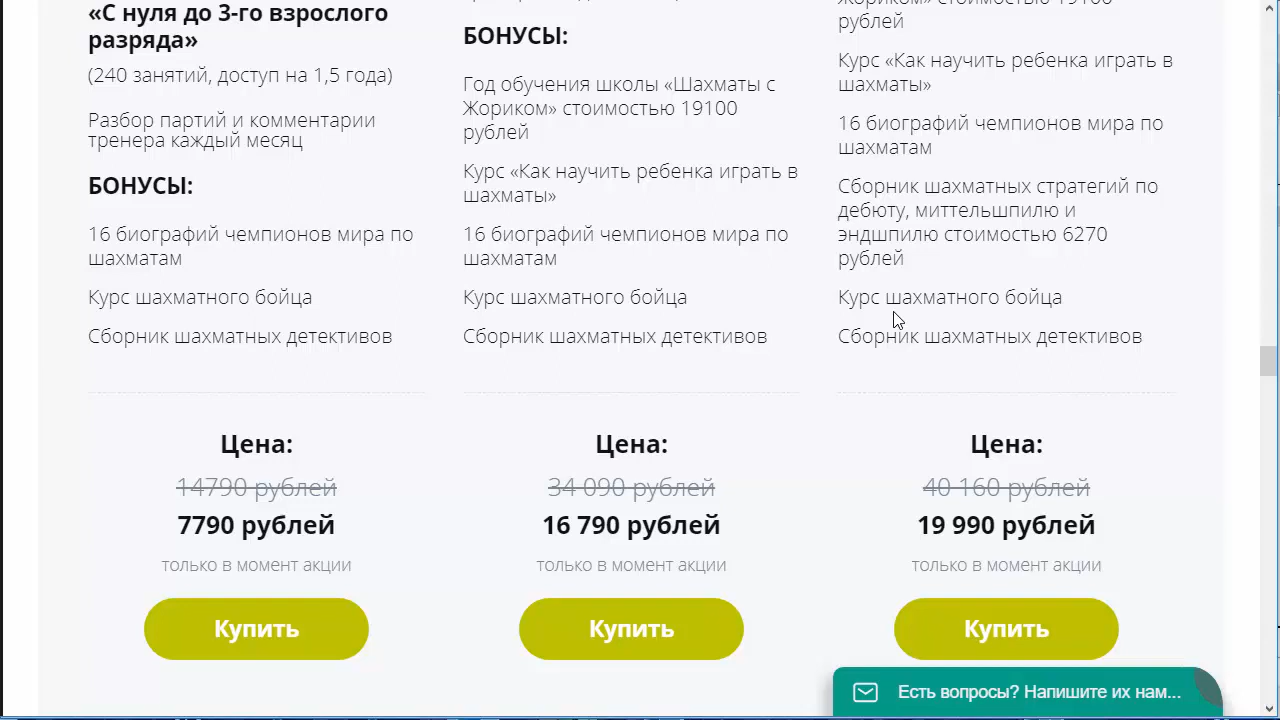 «С нуля до 3-го взрослого
разряда»
(240 занятий, доступ на 1,5 года)
Разбор партий и комментарии
тренера каждый месяц
БОНУСЫ:
16 биографий чемпионов мира по
шахматам
Курс шахматного бойца
Сборник шахматных детективов
Цена:
14790 рублей
7790 рублей
только в момент акции
Купить
БОНУСЫ:
Год обучения школы «Шахматы с
Жориком» стоимостью 19100
рублей
Курс «Как научить ребенка играть в
шахматы»
16 биографий чемпионов мира по
шахматам
Курс шахматного бойца
Сборник шахматных детективов
Цена:
34 090 рублей
16 790 рублей
только в момент акции
Купить
Жориком» стоимостью 19100
рублей
Курс «Как научить ребенка играть в
шахматы»
16 биографий чемпионов мира по
шахматам
Сборник шахматных стратегий по
дебюту, миттельшпилю и
эндшпилю стоимостью 6270
рублей
Курс шахматного бойца
Сборник шахматных детективов
Цена:
40 160 рублей
19 990 рублей
только в момент акции
Купить
Есть вопросы? Напишите их нам...